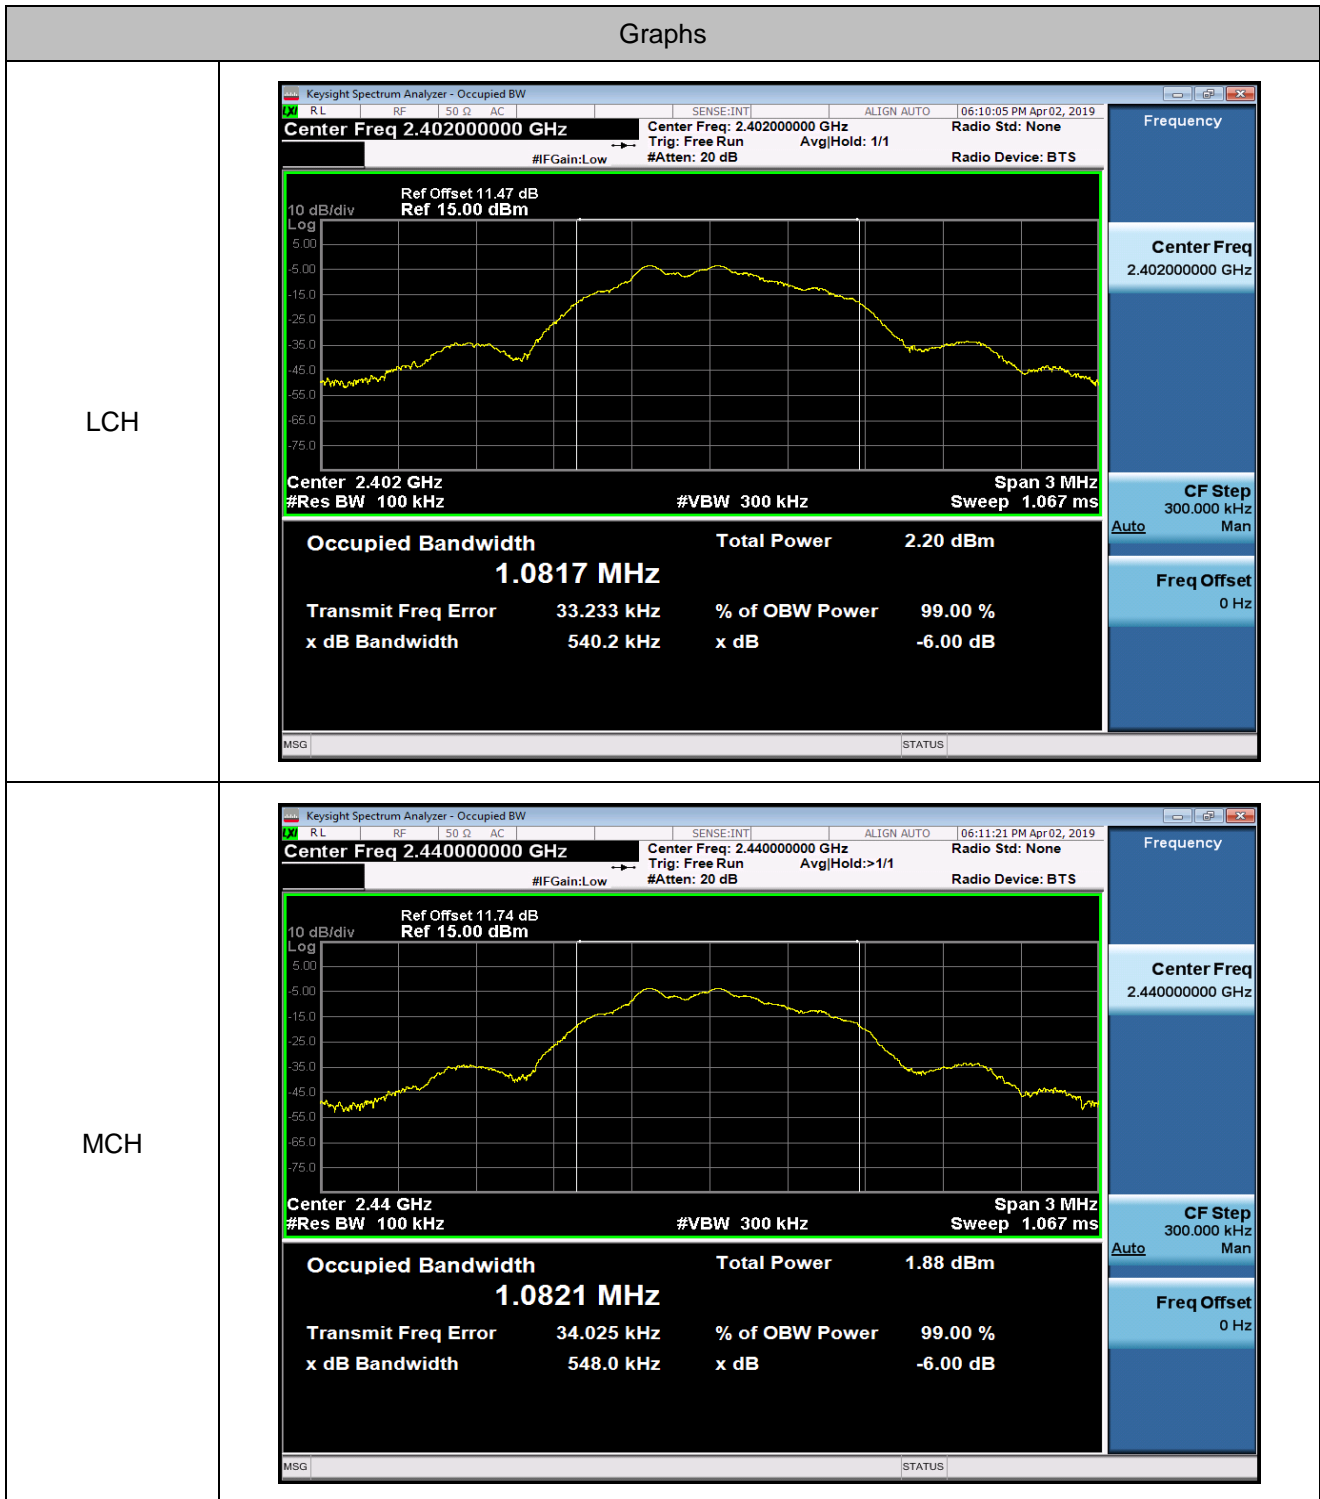 Graphs
LCH
Keysight Spectrum Analyzer - Occupied BW
LXI RL RF 50 Ω AC SENSE:INT ALIGN AUTO 06:10:05 PM Apr 02, 2019
Center Freq 2.402000000 GHz
Center Freq: 2.402000000 GHz
Radio Std: None
Trig: Free Run Avg|Hold: 1/1
#IFGain:Low
#Atten: 20 dB
Radio Device: BTS
Frequency
Ref Offset 11.47 dB
10 dB/div Ref 15.00 dBm
Log
5.00
-5.00
-15.0
-25.0
-35.0
-45.0
-55.0
-65.0
-75.0
Center 2.402 GHz Span 3 MHz
#Res BW 100 kHz #VBW 300 kHz Sweep 1.067 ms
Center Freq
2.402000000 GHz
CF Step
300.000 kHz
Auto Man
Freq Offset
0 Hz
Occupied Bandwidth Total Power 2.20 dBm
1.0817 MHz
Transmit Freq Error 33.233 kHz % of OBW Power 99.00 %
x dB Bandwidth 540.2 kHz x dB -6.00 dB
MSG STATUS
MCH
Keysight Spectrum Analyzer - Occupied BW
LXI RL RF 50 Ω AC SENSE:INT ALIGN AUTO 06:11:21 PM Apr 02, 2019
Center Freq 2.440000000 GHz
Center Freq: 2.440000000 GHz
Radio Std: None
Trig: Free Run Avg|Hold:>1/1
#IFGain:Low
#Atten: 20 dB
Radio Device: BTS
Frequency
Ref Offset 11.74 dB
10 dB/div Ref 15.00 dBm
Log
5.00
-5.00
-15.0
-25.0
-35.0
-45.0
-55.0
-65.0
-75.0
Center 2.44 GHz Span 3 MHz
#Res BW 100 kHz #VBW 300 kHz Sweep 1.067 ms
Center Freq
2.440000000 GHz
CF Step
300.000 kHz
Auto Man
Freq Offset
0 Hz
Occupied Bandwidth Total Power 1.88 dBm
1.0821 MHz
Transmit Freq Error 34.025 kHz % of OBW Power 99.00 %
x dB Bandwidth 548.0 kHz x dB -6.00 dB
MSG STATUS